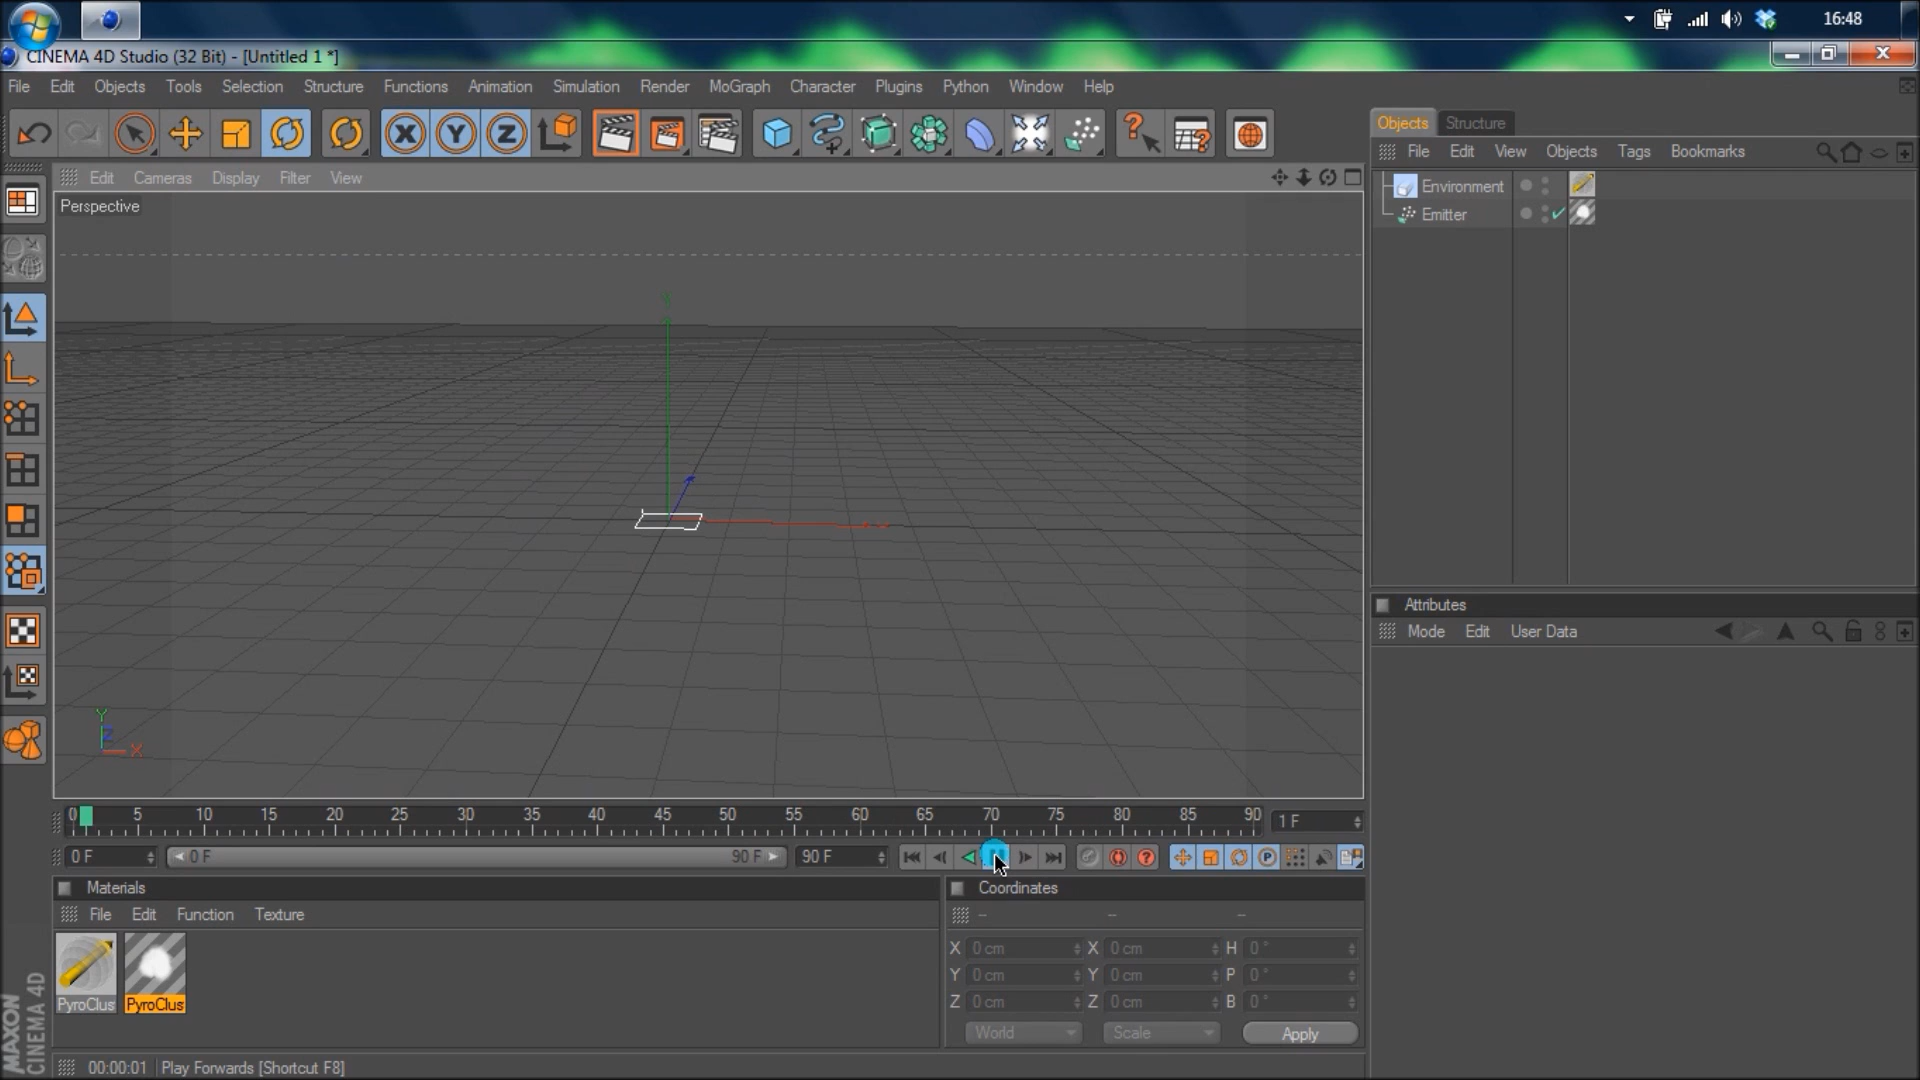 16:48
CINEMA 4D Studio (32 Bit) - [Untitled 1 *]
File Edit Objects Tools Selection Structure Functions Animation Simulation Render MoGraph Character Plugins Python Window Help
X Y Z
Objects Structure
File Edit View Objects Tags Bookmarks
Edit Cameras Display Filter View
Perspective
Environment
Emitter
Attributes
Mode Edit User Data
Y
Z
X
0 5 10 15 20 25 30 35 40 45 50 55 60 65 70 75 80 85 90 1 F
0 F 0 F 90 F 90 F
P
Materials
File Edit Function Texture
PyroClus PyroClus
Coordinates
-- -- --
X 0 cm X 0 cm H 0 °
Y 0 cm Y 0 cm P 0 °
Z 0 cm Z 0 cm B 0 °
World Scale Apply
MAXON
CINEMA 4D
00:00:01 Play Forwards [Shortcut F8]